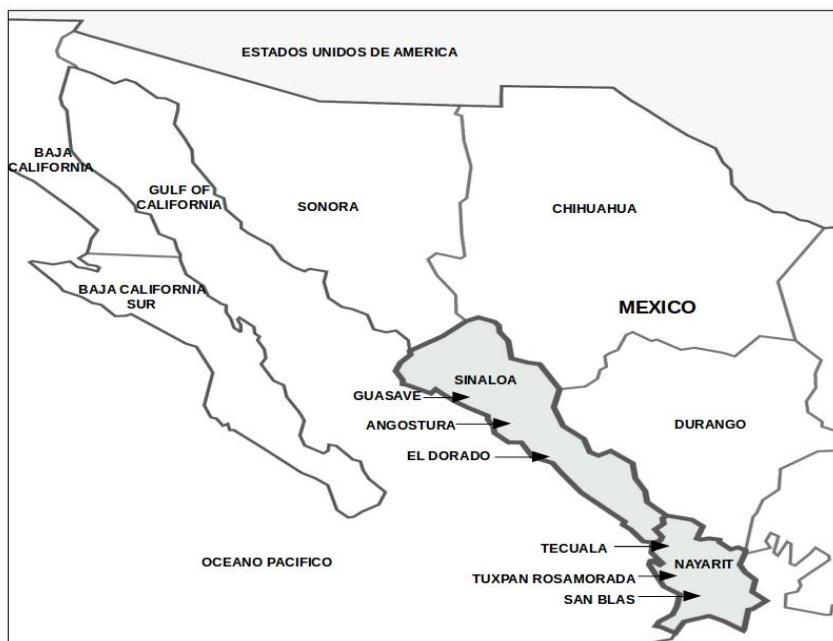 ESTADOS UNIDOS DE AMERICA
BAJA
CALIFORNIA
GULF OF
CALIFORNIA
SONORA
CHIHUAHUA
BAJA CALIFORNIA
SUR
MEXICO
SINALOA
GUASAVE
ANGOSTURA
DURANGO
EL DORADO
TECUALA
OCEANO PACIFICO
NAYARIT
TUXPAN ROSAMORADA
SAN BLAS